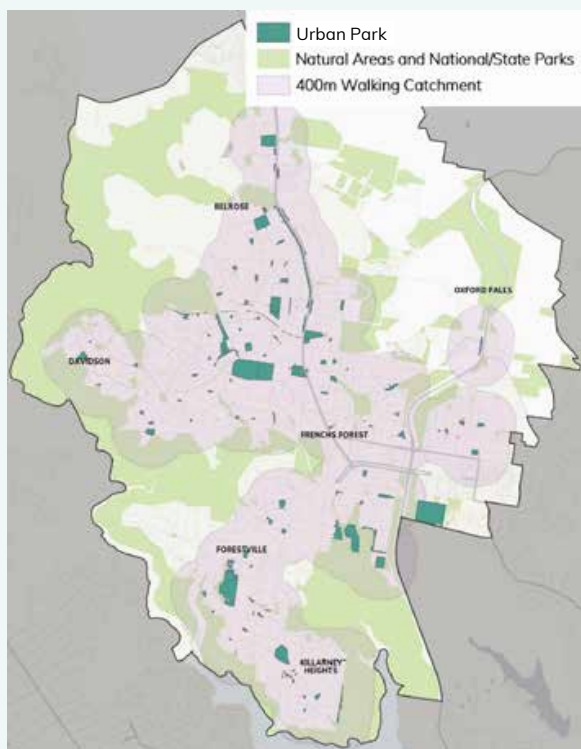 Urban Park
Natural Areas and National/State Parks
400m Walking Catchment
BELROSE
OXFORD FALLS
DAVIDSON
FRENCHS FOREST
FORESTVILLE
KILLARNEY
HEIGHTS